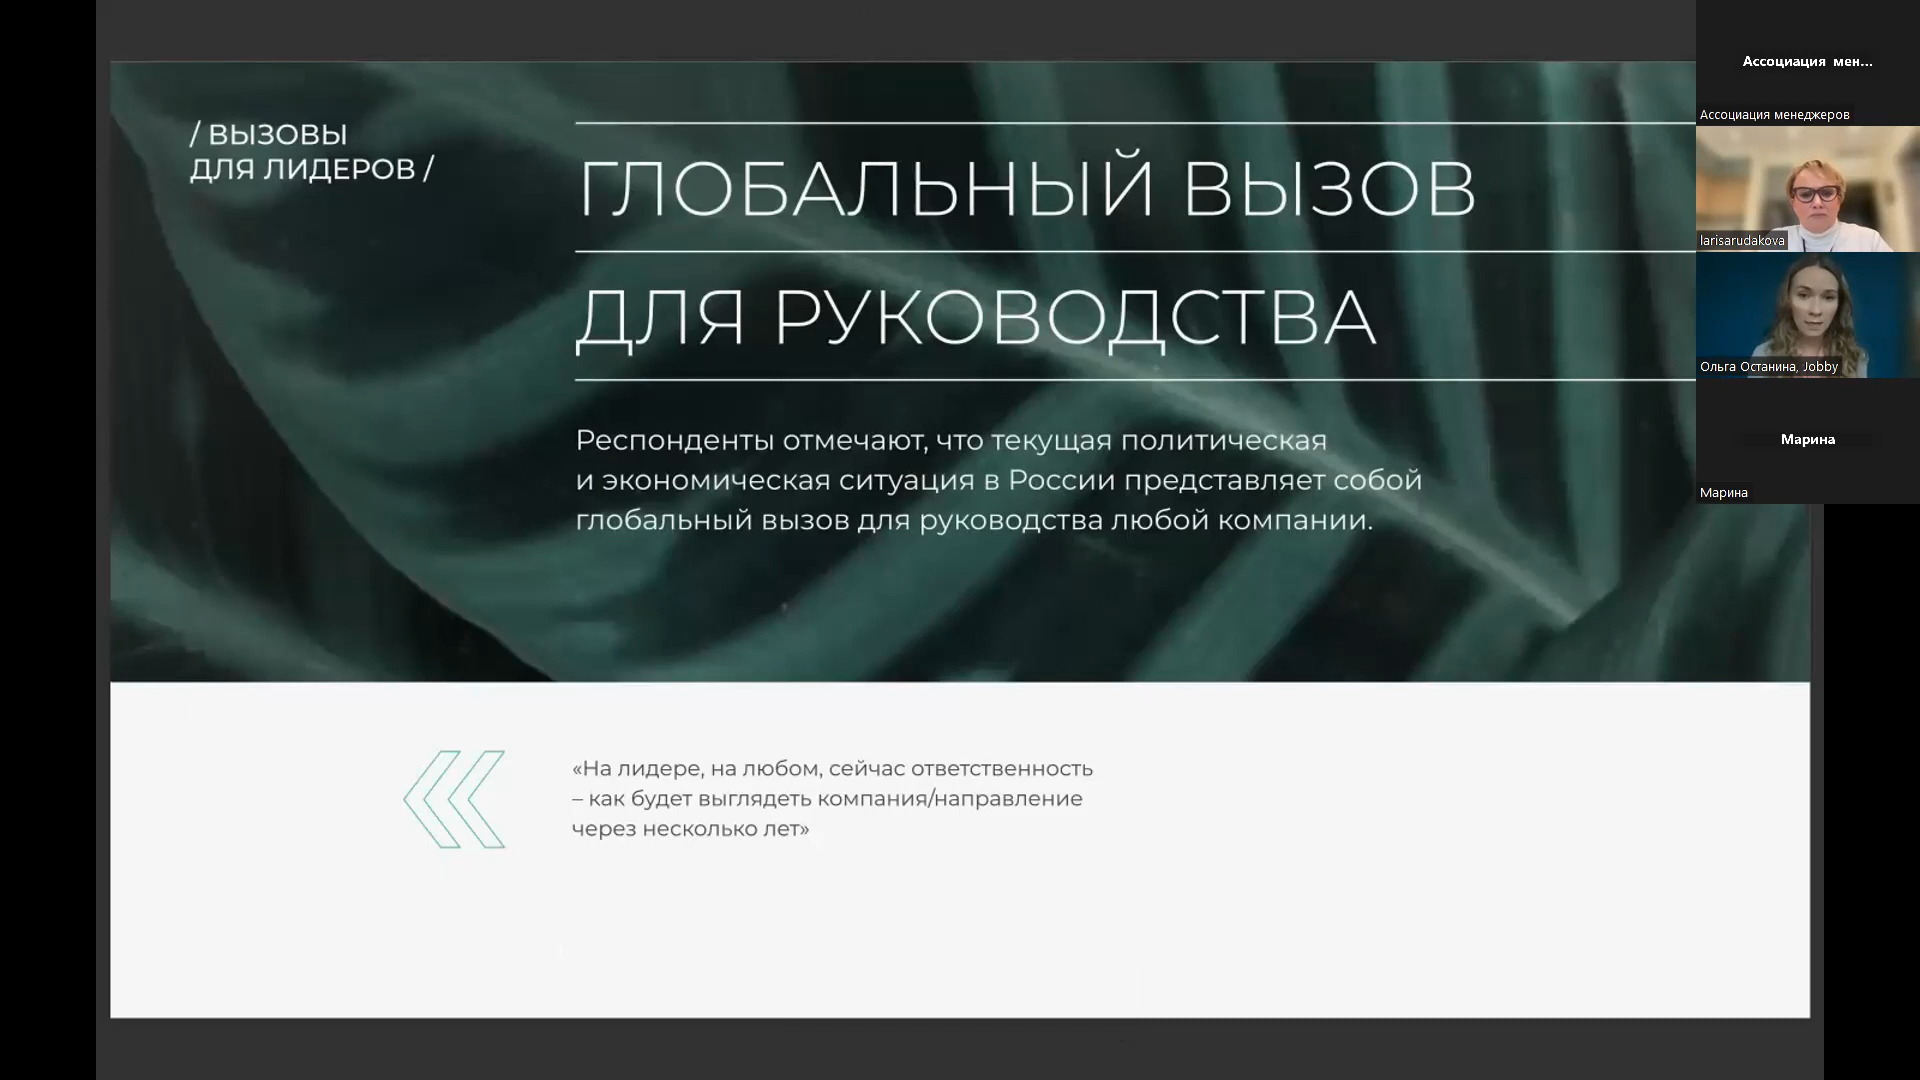 / ВЫЗОВЫ
ДЛЯ ЛИДЕРОВ /
ГЛОБАЛЬНЫЙ ВЫЗОВ
ДЛЯ РУКОВОДСТВА
Респонденты отмечают, что текущая политическая
и экономическая ситуация в России представляет собой
глобальный вызов для руководства любой компании.
«На лидере, на любом, сейчас ответственность
– как будет выглядеть компания/направление
через несколько лет»
Ассоциация мен...
Ассоциация менеджеров
larisarudakova
Ольга Останина, Jobby
Марина
Марина